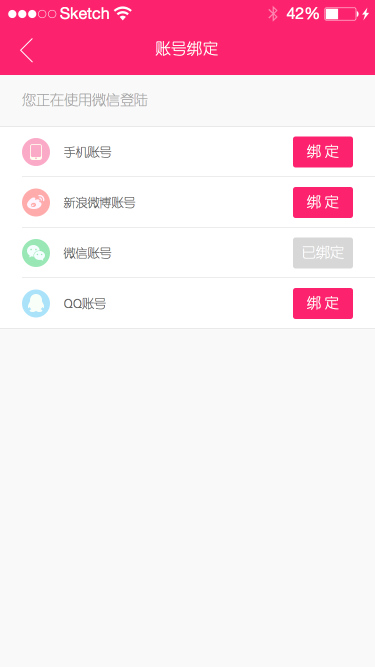 Sketch 42%
账号绑定
您正在使用微信登陆
手机账号 绑 定
新浪微博账号 绑 定
微信账号 已绑定
QQ账号 绑 定